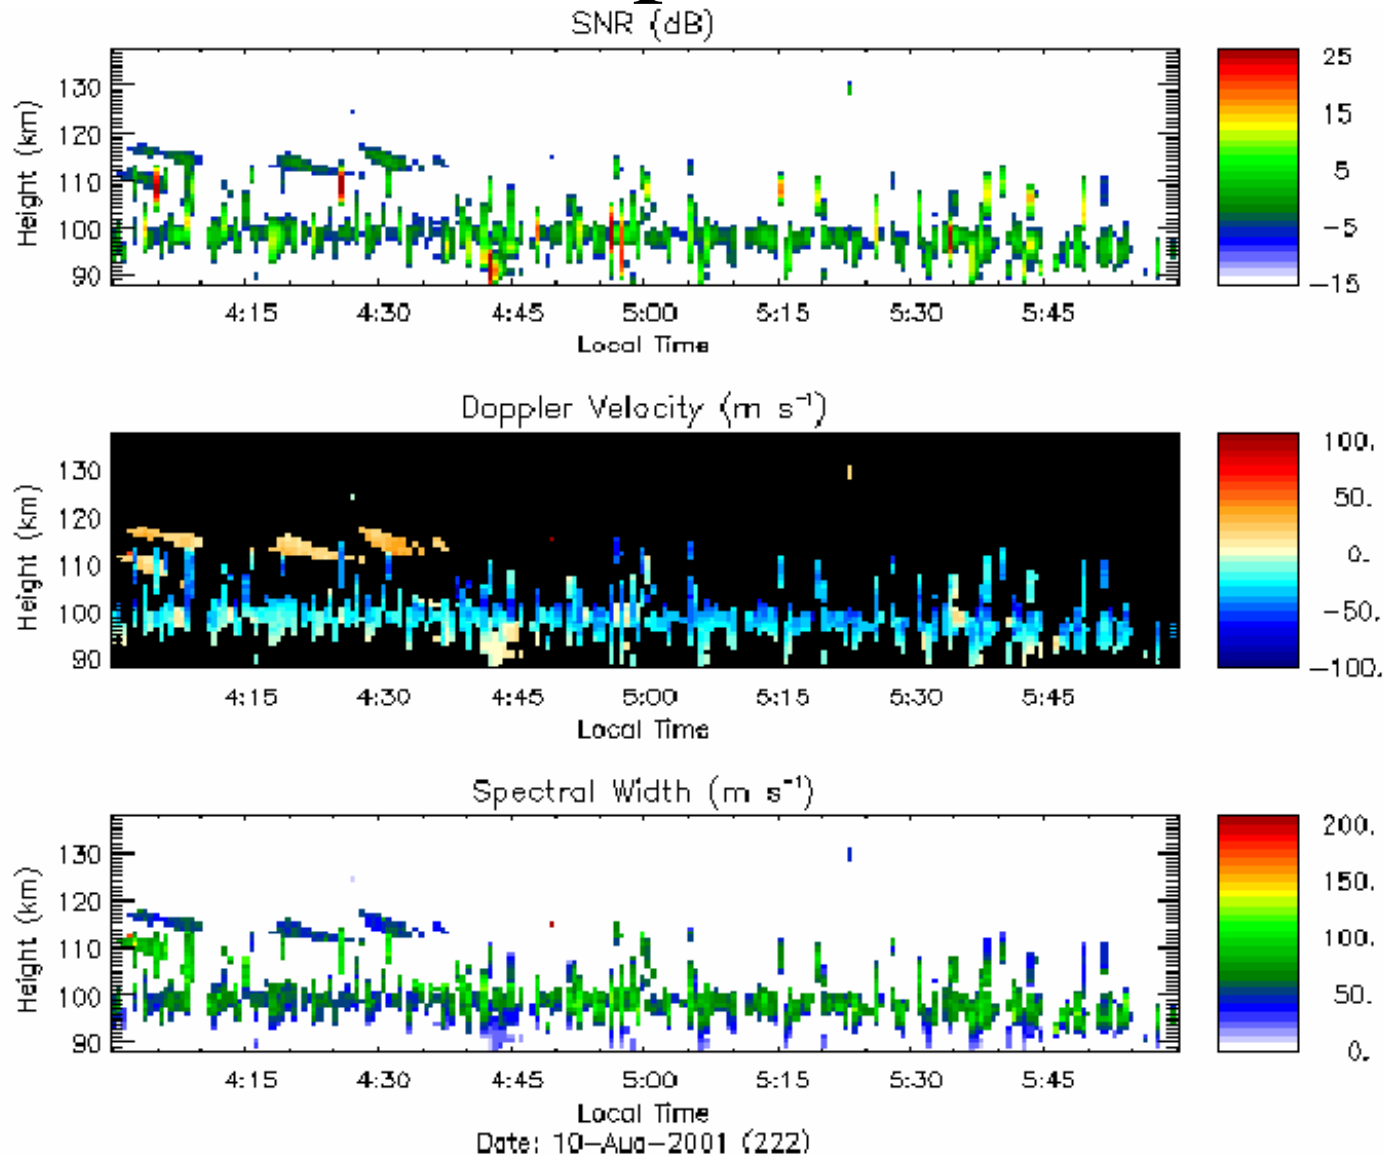 SNR (dB)
Height (km)
130
120
110
100
90
25
15
5
−5
−15
4:15 4:30 4:45 5:00 5:15 5:30 5:45
Local Time
Doppler Velocity (m s⁻¹)
Height (km)
130
120
110
100
90
100.
50.
0.
−50.
−100.
4:15 4:30 4:45 5:00 5:15 5:30 5:45
Local Time
Spectral Width (m s⁻¹)
Height (km)
130
120
110
100
90
200.
150.
100.
50.
0.
4:15 4:30 4:45 5:00 5:15 5:30 5:45
Local Time
Date: 10−Aug−2001 (222)